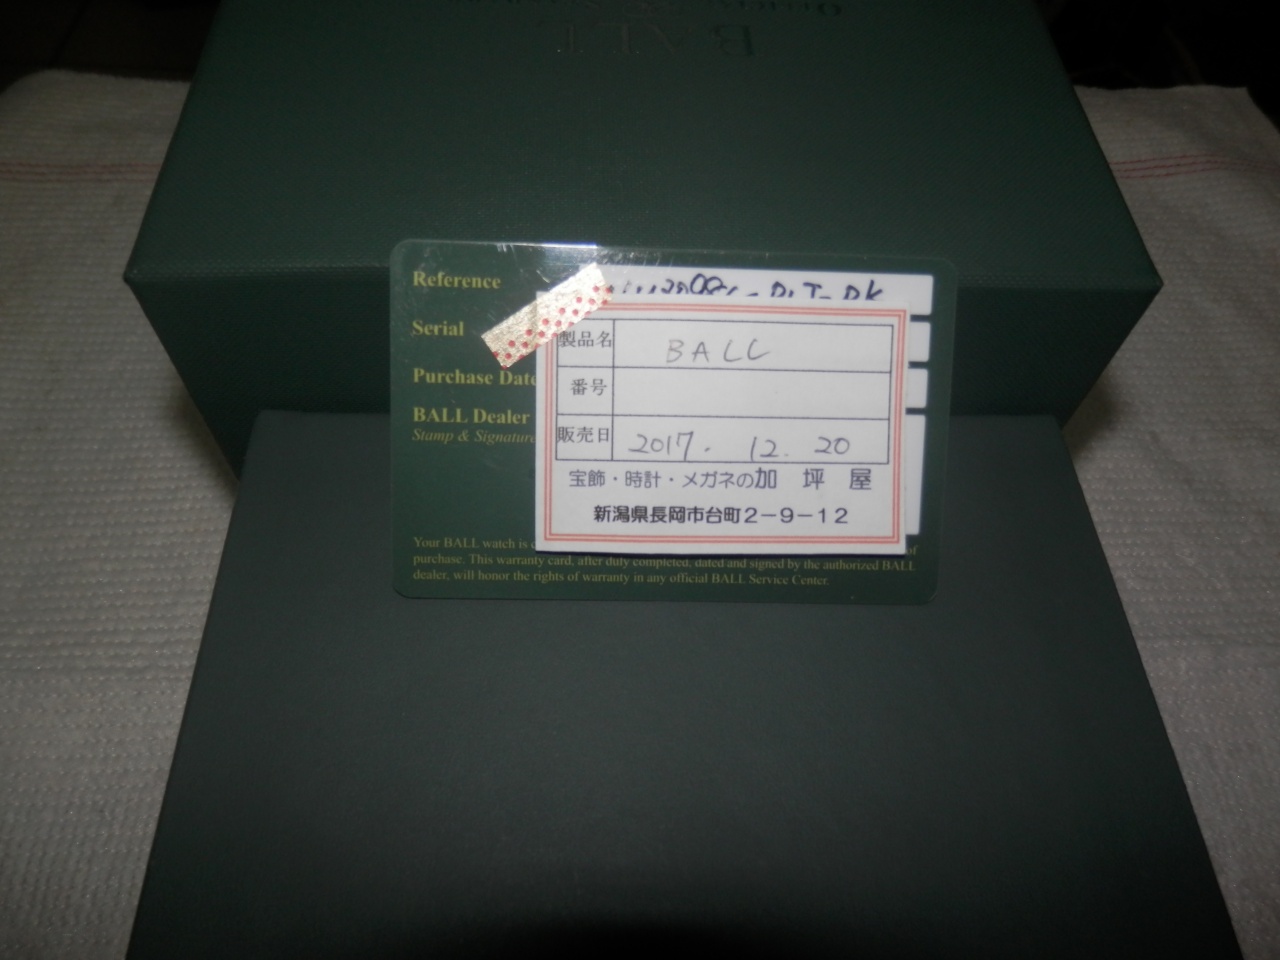 BALL
Reference
Serial
Purchase Date
BALL Dealer
Stamp & Signature
製品名 BALL
番号
販売日 2017. 12. 20
宝飾・時計・メガネの加 坪 屋
新潟県長岡市台町2-9-12
Your BALL watch is of
purchase. This warranty card, after duty completed, dated and signed by the authorized BALL
dealer, will honor the rights of warranty in any official BALL Service Center.